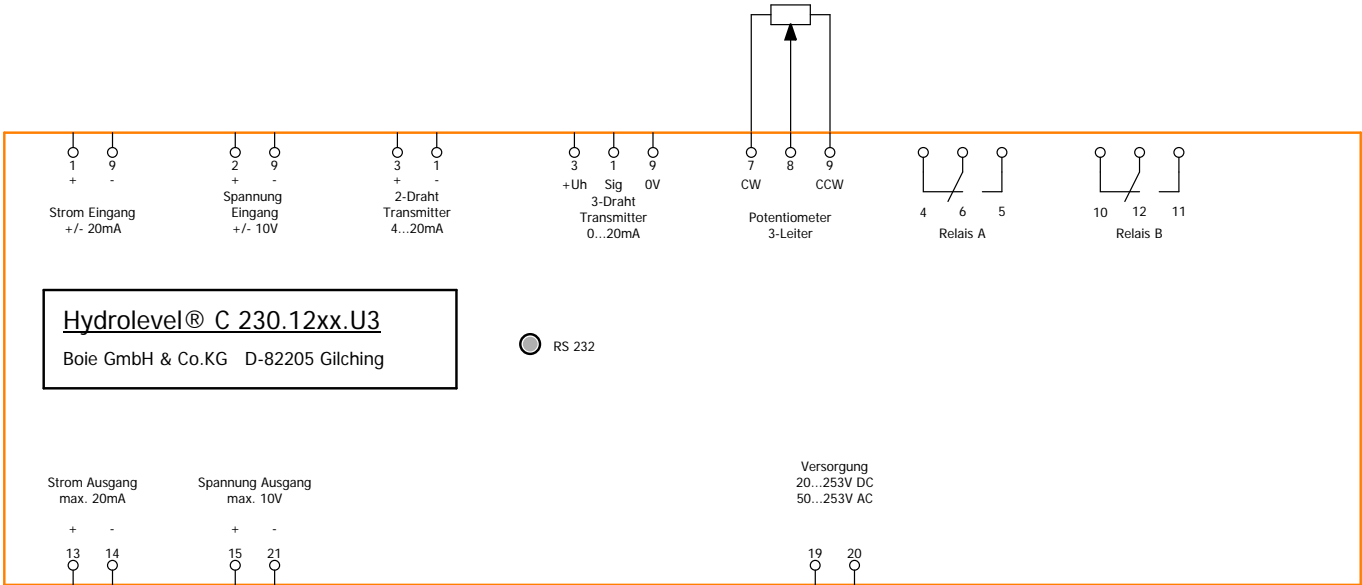 1 9
+ -
Strom Eingang
+/- 20mA
2 9
+ -
Spannung
Eingang
+/- 10V
3 1
+ -
2-Draht
Transmitter
4...20mA
3 1 9
+Uh Sig 0V
3-Draht
Transmitter
0...20mA
7 8 9
CW CCW
Potentiometer
3-Leiter
4 6 5
Relais A
10 12 11
Relais B
Hydrolevel® C 230.12xx.U3
Boie GmbH & Co.KG D-82205 Gilching
RS 232
Strom Ausgang
max. 20mA
+ -
13 14
Spannung Ausgang
max. 10V
+ -
15 21
Versorgung
20...253V DC
50...253V AC
19 20